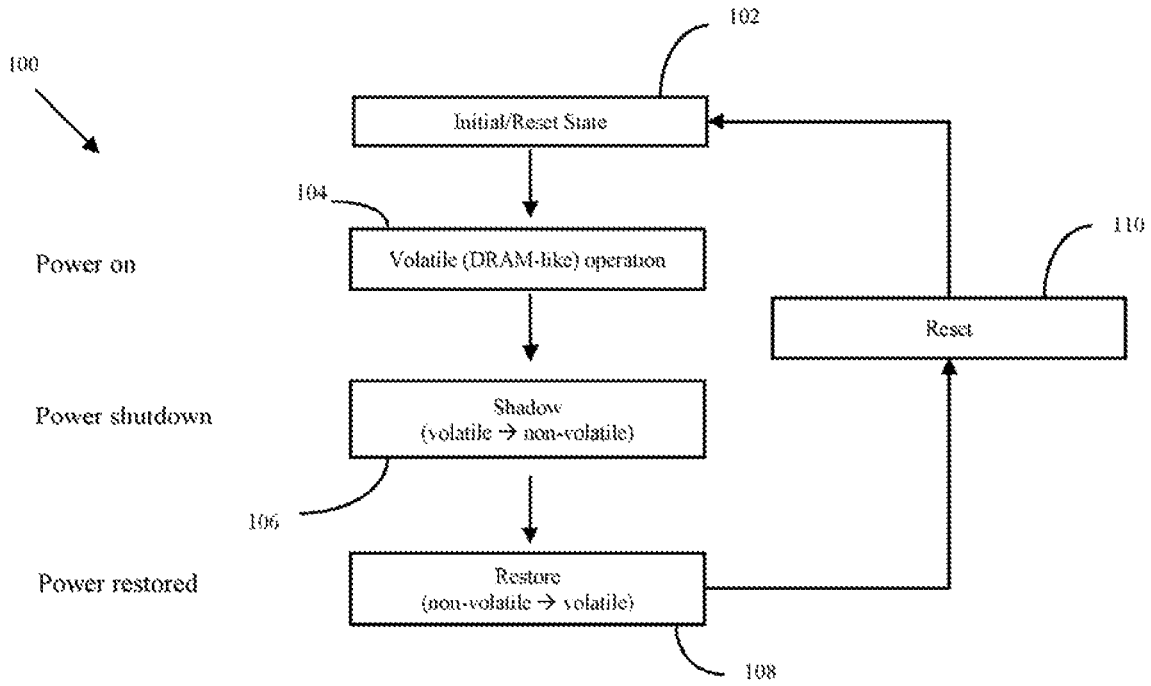 102
100
Initial/Reset State
104
110
Power on
Volatile (DRAM-like) operation
Reset
Power shutdown
Shadow
(volatile → non-volatile)
106
Power restored
Restore
(non-volatile → volatile)
108